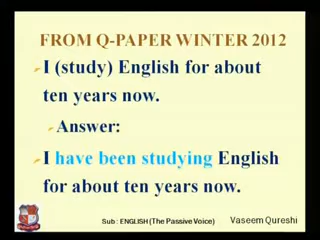 FROM Q-PAPER WINTER 2012
I (study) English for about
ten years now.
Answer:
I have been studying English
for about ten years now.
Sub : ENGLISH (The Passive Voice)
Vaseem Qureshi